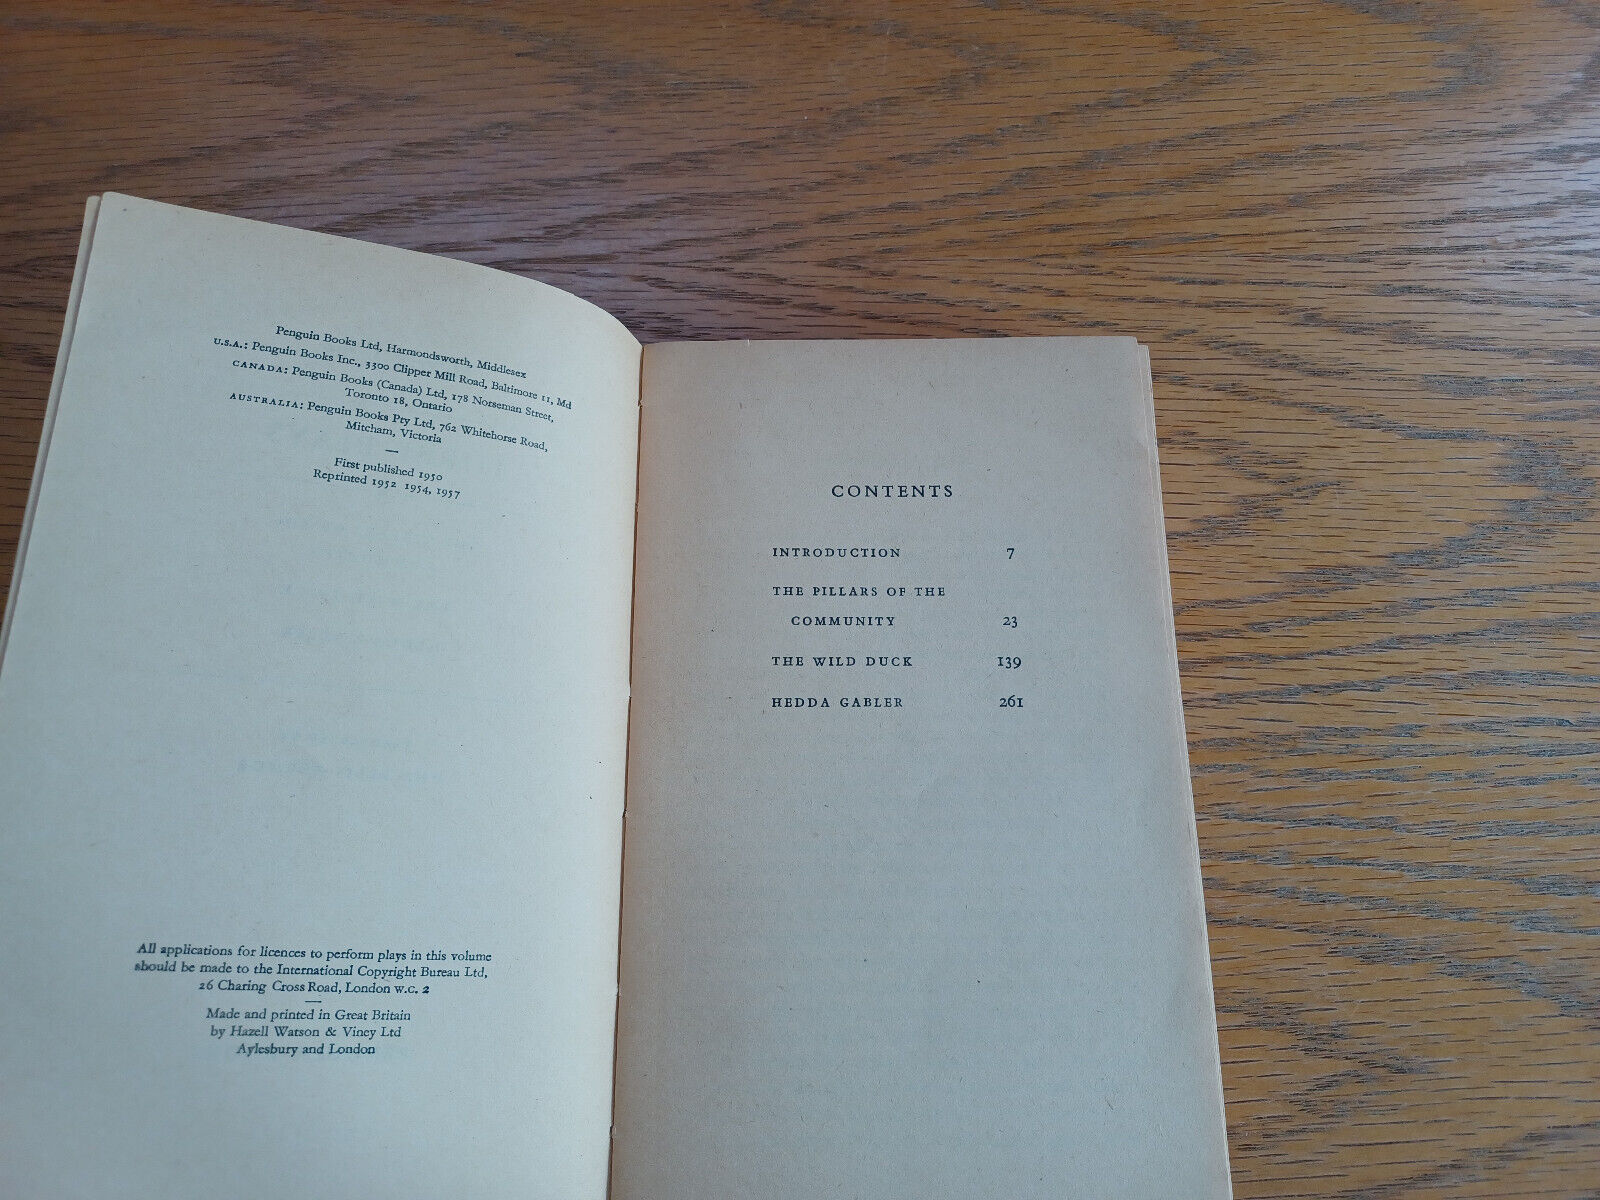 Penguin Books Ltd, Harmondsworth, Middlesex
U.S.A.: Penguin Books Inc., 3300 Clipper Mill Road, Baltimore 11, Md
CANADA: Penguin Books (Canada) Ltd, 178 Norseman Street,
Toronto 18, Ontario
AUSTRALIA: Penguin Books Pty Ltd, 762 Whitehorse Road,
Mitcham, Victoria
—
First published 1950
Reprinted 1952 1954, 1957
All applications for licences to perform plays in this volume
should be made to the International Copyright Bureau Ltd,
26 Charing Cross Road, London W.C. 2
—
Made and printed in Great Britain
by Hazell Watson & Viney Ltd
Aylesbury and London
CONTENTS
INTRODUCTION 7
THE PILLARS OF THE
COMMUNITY 23
THE WILD DUCK 139
HEDDA GABLER 261